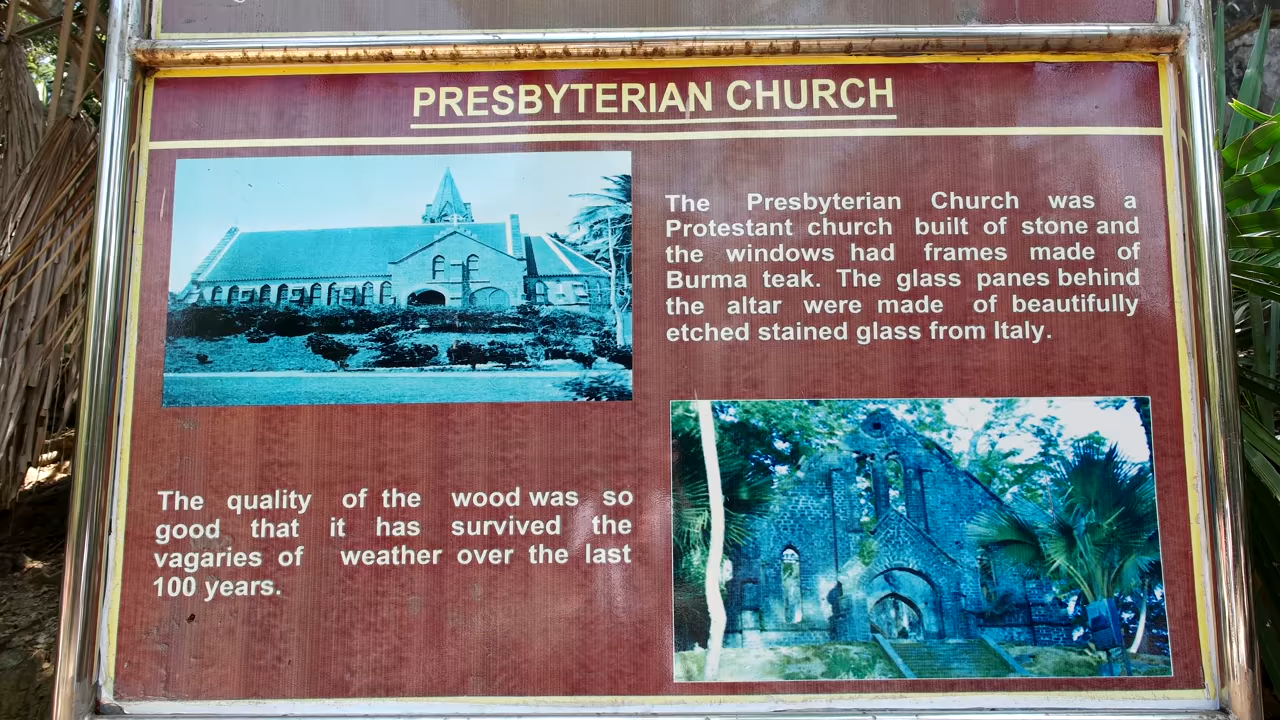 PRESBYTERIAN CHURCH
The Presbyterian Church was a
Protestant church built of stone and
the windows had frames made of
Burma teak. The glass panes behind
the altar were made of beautifully
etched stained glass from Italy.
The quality of the wood was so
good that it has survived the
vagaries of weather over the last
100 years.